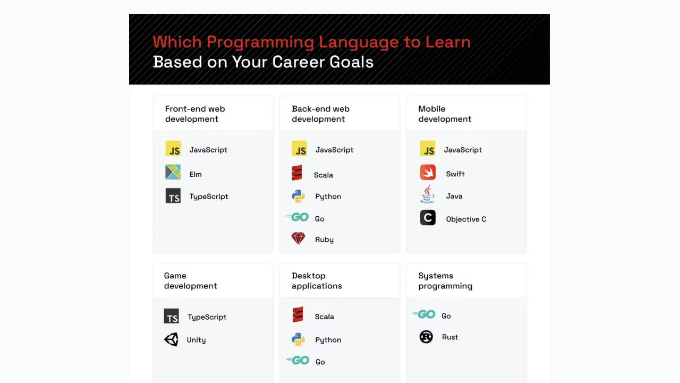 Which Programming Language to Learn
Based on Your Career Goals
Front-end web
development
JS JavaScript
Elm
TS TypeScript
Back-end web
development
JS JavaScript
Scala
Python
GO Go
Ruby
Mobile
development
JS JavaScript
Swift
Java
C Objective C
Game
development
TS TypeScript
Unity
Desktop
applications
Scala
Python
GO Go
Systems
programming
GO Go
R Rust